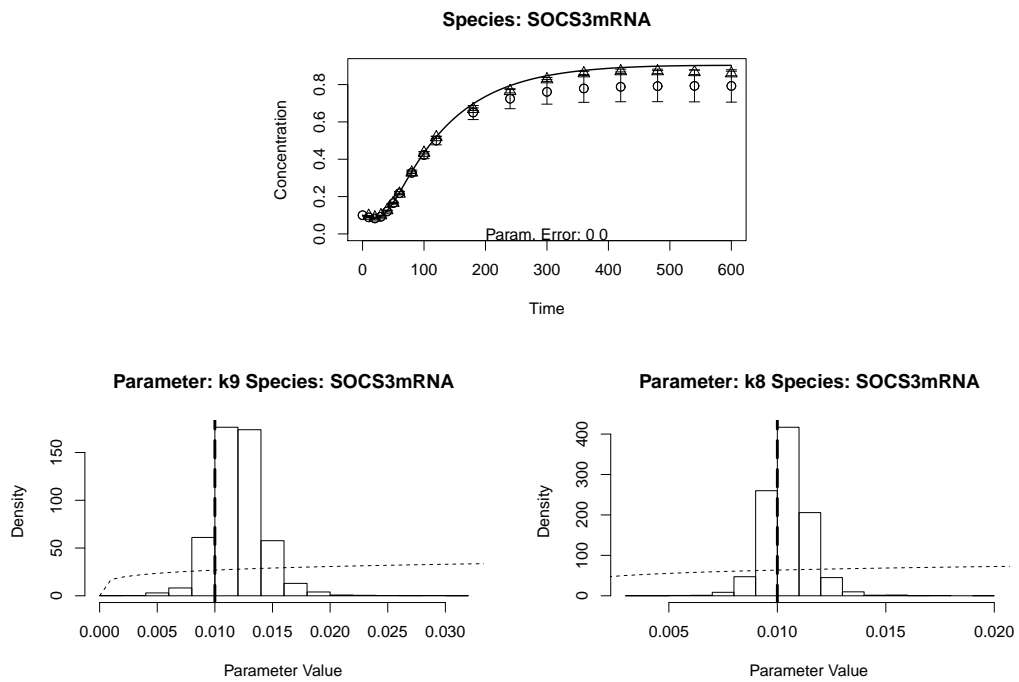 Species: SOCS3mRNA
Concentration
0.0 0.2 0.4 0.6 0.8
Param. Error: 0 0
0 100 200 300 400 500 600
Time
Parameter: k9 Species: SOCS3mRNA
Density
0 50 100 150
0.000 0.005 0.010 0.015 0.020 0.025 0.030
Parameter Value
Parameter: k8 Species: SOCS3mRNA
Density
0 100 200 300 400
0.005 0.010 0.015 0.020
Parameter Value